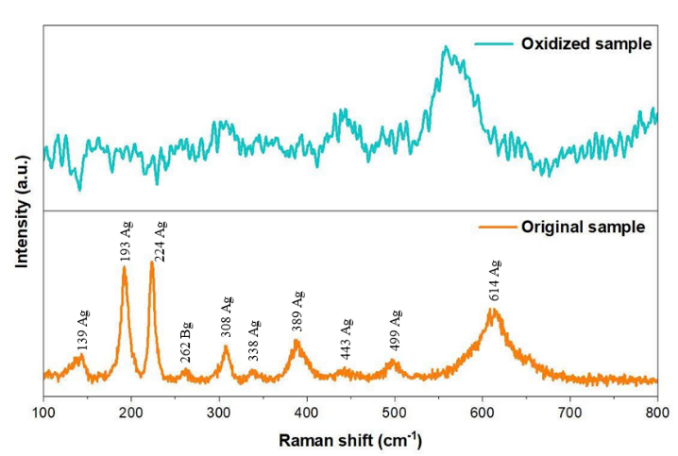 Oxidized sample
Intensity (a.u.)
Original sample
139 Ag
193 Ag
224 Ag
262 Bg
308 Ag
338 Ag
389 Ag
443 Ag
499 Ag
614 Ag
100 200 300 400 500 600 700 800
Raman shift (cm⁻¹)